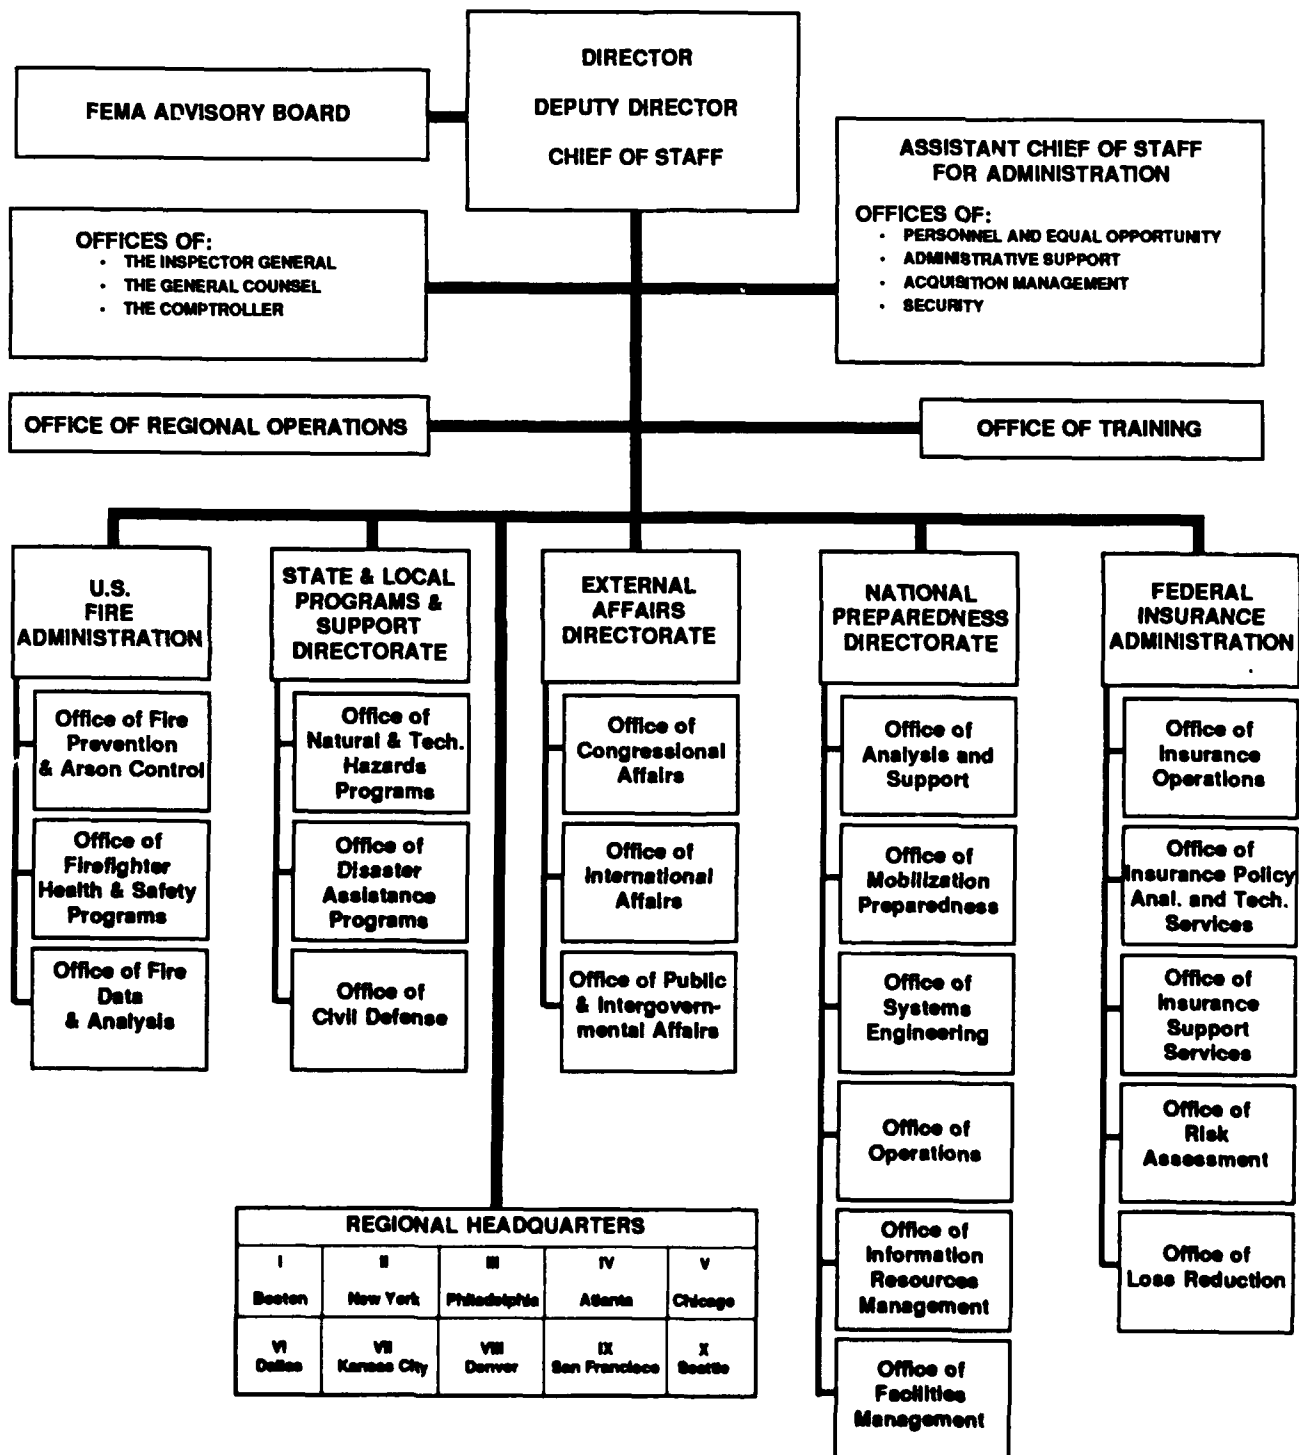 DIRECTOR
DEPUTY DIRECTOR
CHIEF OF STAFF
FEMA ADVISORY BOARD
ASSISTANT CHIEF OF STAFF
FOR ADMINISTRATION
OFFICES OF:
· PERSONNEL AND EQUAL OPPORTUNITY
· ADMINISTRATIVE SUPPORT
· ACQUISITION MANAGEMENT
· SECURITY
OFFICES OF:
· THE INSPECTOR GENERAL
· THE GENERAL COUNSEL
· THE COMPTROLLER
OFFICE OF REGIONAL OPERATIONS
OFFICE OF TRAINING
U.S.
FIRE
ADMINISTRATION
Office of Fire
Prevention
& Arson Control
Office of
Firefighter
Health & Safety
Programs
Office of Fire
Data
& Analysis
STATE & LOCAL
PROGRAMS &
SUPPORT
DIRECTORATE
Office of
Natural & Tech.
Hazards
Programs
Office of
Disaster
Assistance
Programs
Office of
Civil Defense
EXTERNAL
AFFAIRS
DIRECTORATE
Office of
Congressional
Affairs
Office of
International
Affairs
Office of Public
& Intergovern-
mental Affairs
NATIONAL
PREPAREDNESS
DIRECTORATE
Office of
Analysis and
Support
Office of
Mobilization
Preparedness
Office of
Systems
Engineering
Office of
Operations
Office of
Information
Resources
Management
Office of
Facilities
Management
FEDERAL
INSURANCE
ADMINISTRATION
Office of
Insurance
Operations
Office of
Insurance Policy
Anal. and Tech.
Services
Office of
Insurance
Support
Services
Office of
Risk
Assessment
Office of
Loss Reduction
REGIONAL HEADQUARTERS
I
Boston
II
New York
III
Philadelphia
IV
Atlanta
V
Chicago
VI
Dallas
VII
Kansas City
VIII
Denver
IX
San Francisco
X
Seattle